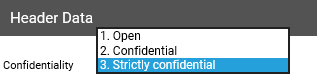 Header Data
1. Open
2. Confidential
Confidentiality
3. Strictly confidential